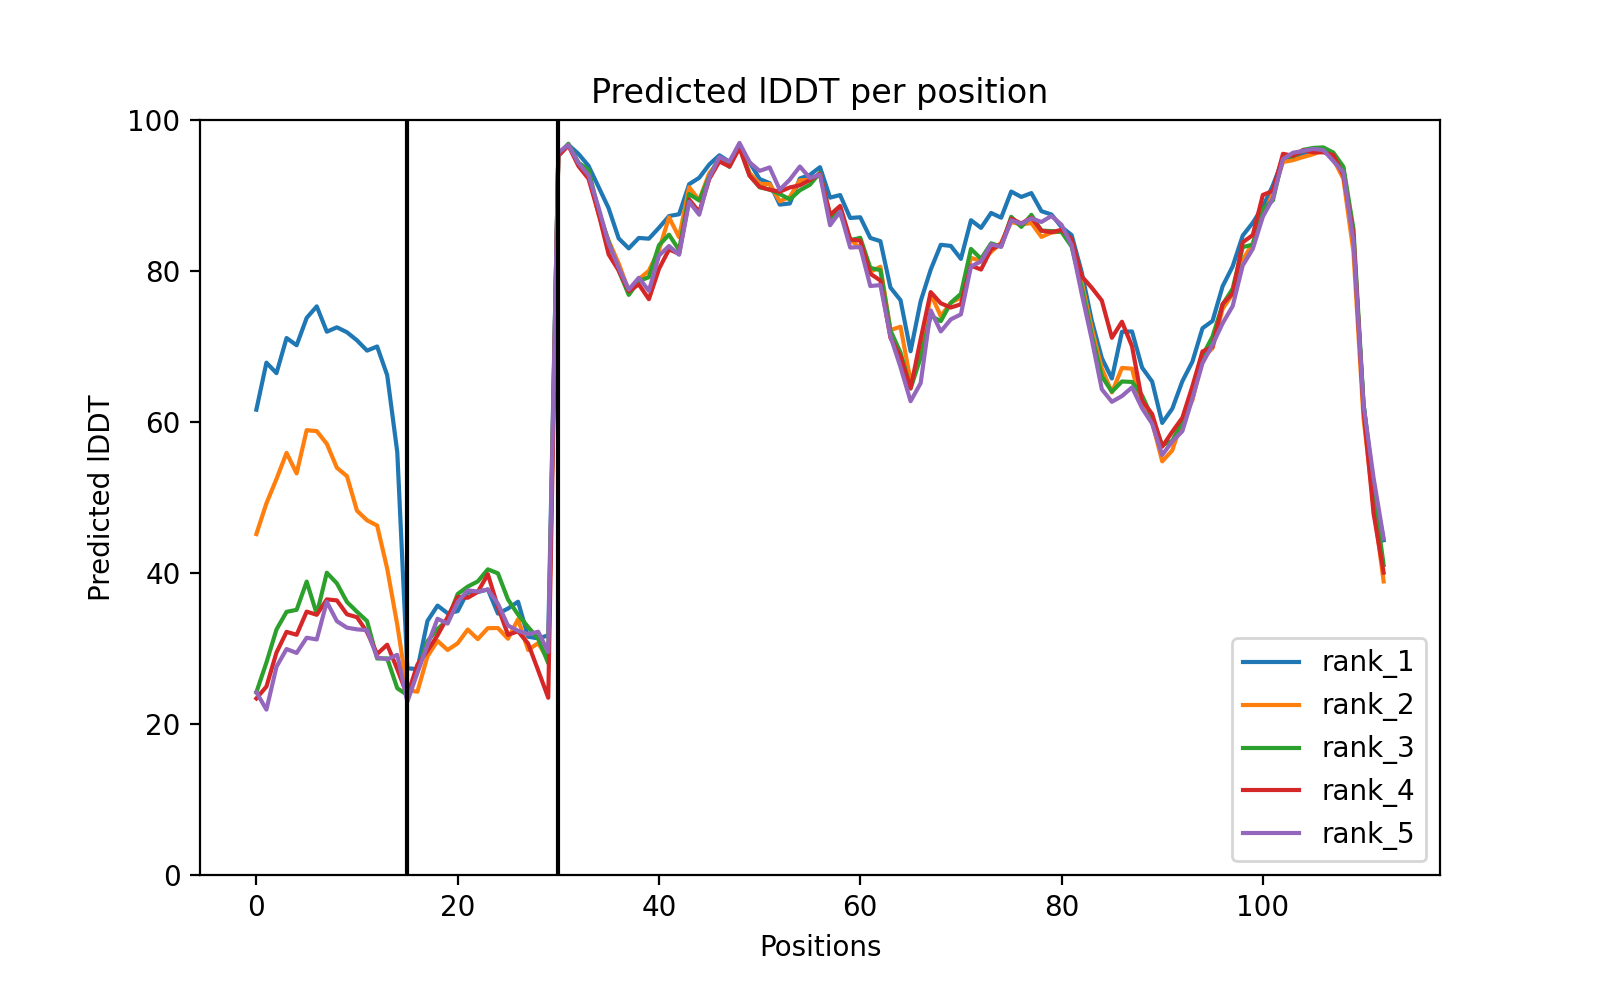 Predicted lDDT per position
100
80
60
40
20
0
Predicted lDDT
0 20 40 60 80 100
Positions
rank_1
rank_2
rank_3
rank_4
rank_5